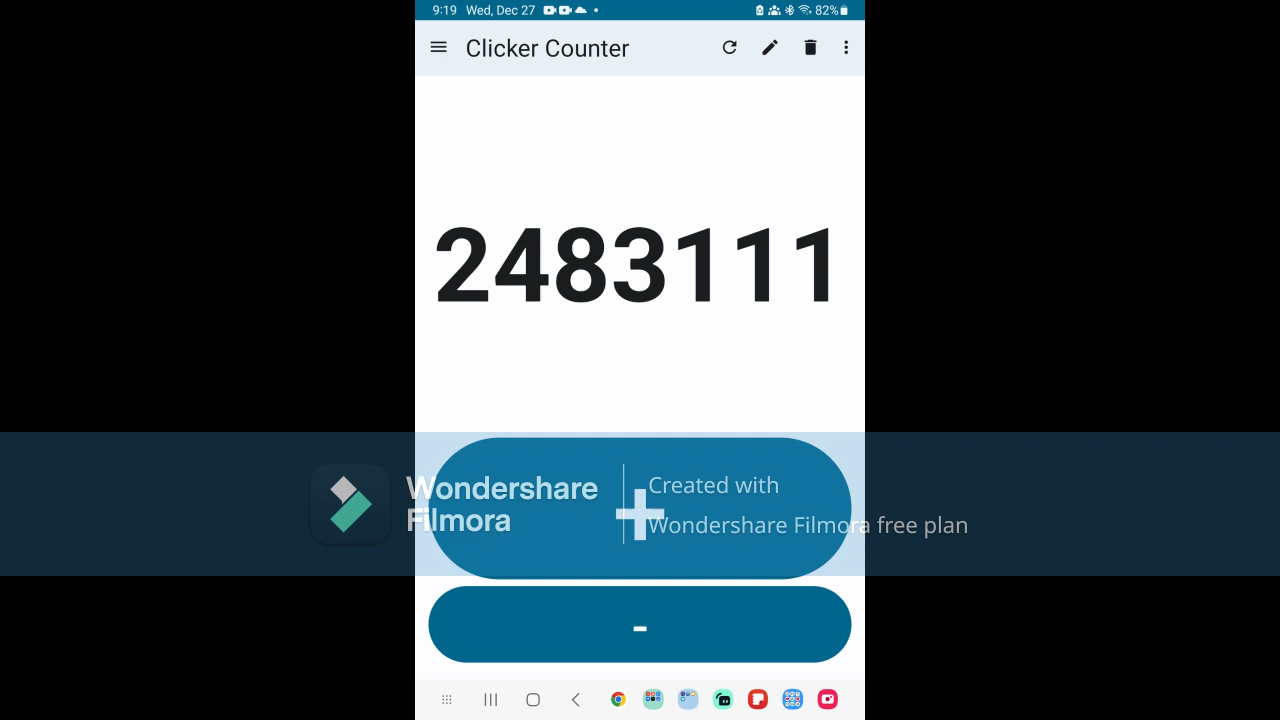 9:19 Wed, Dec 27 82%
Clicker Counter
2483111
+
Wondershare
Filmora
Created with
Wondershare Filmora free plan
-